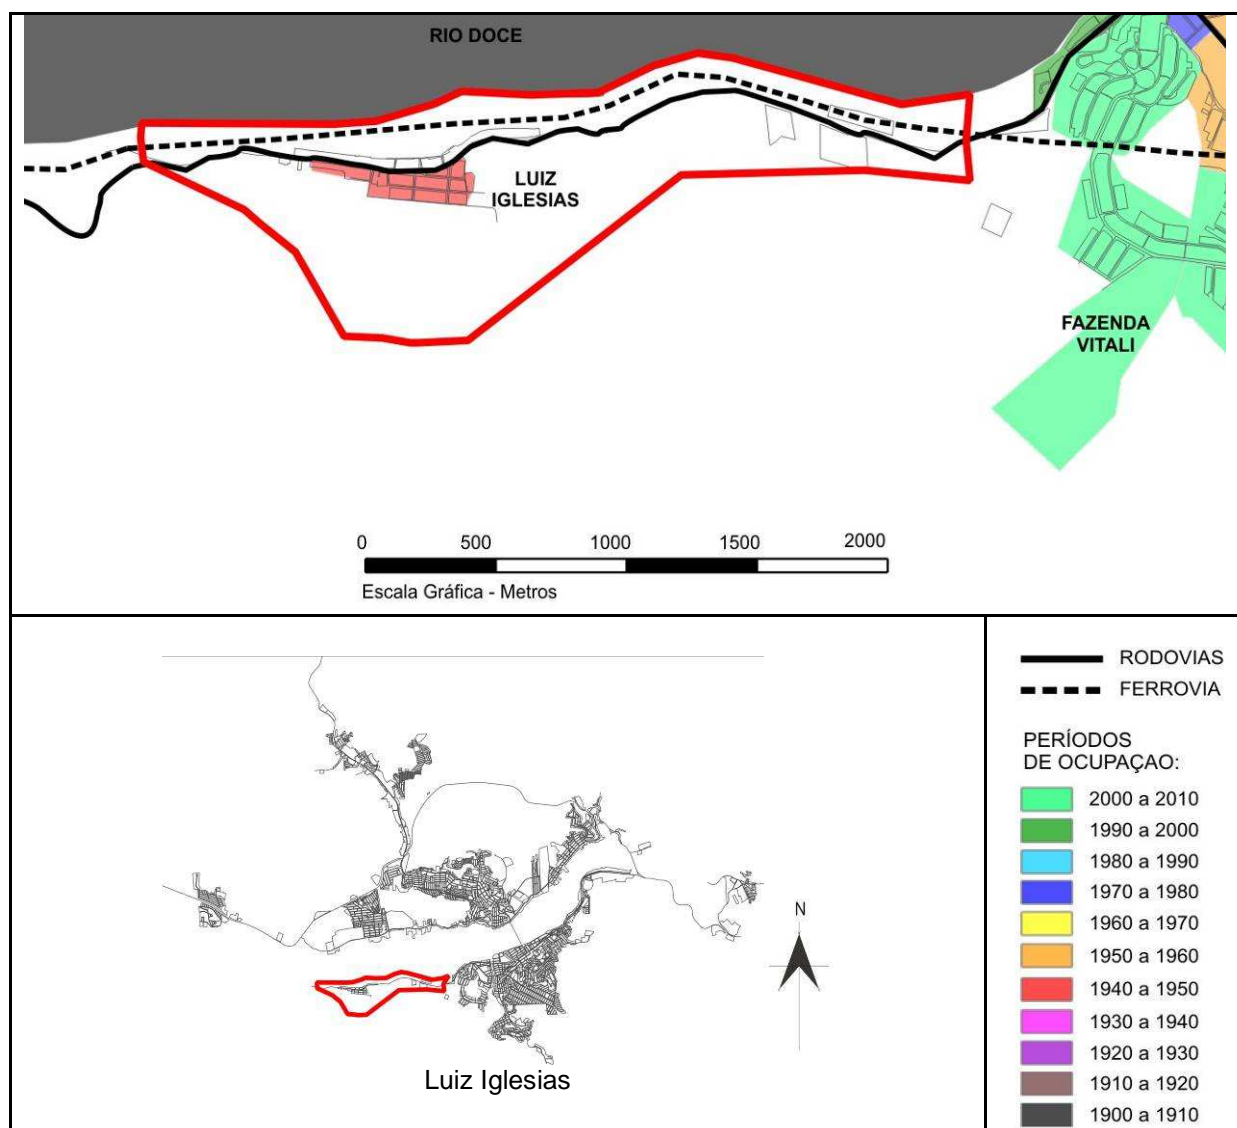 RIO DOCE
LUIZ
IGLESIAS
FAZENDA
VITALI
0 500 1000 1500 2000
Escala Gráfica - Metros
N
Luiz Iglesias
RODOVIAS
FERROVIA
PERÍODOS
DE OCUPAÇAO:
2000 a 2010
1990 a 2000
1980 a 1990
1970 a 1980
1960 a 1970
1950 a 1960
1940 a 1950
1930 a 1940
1920 a 1930
1910 a 1920
1900 a 1910